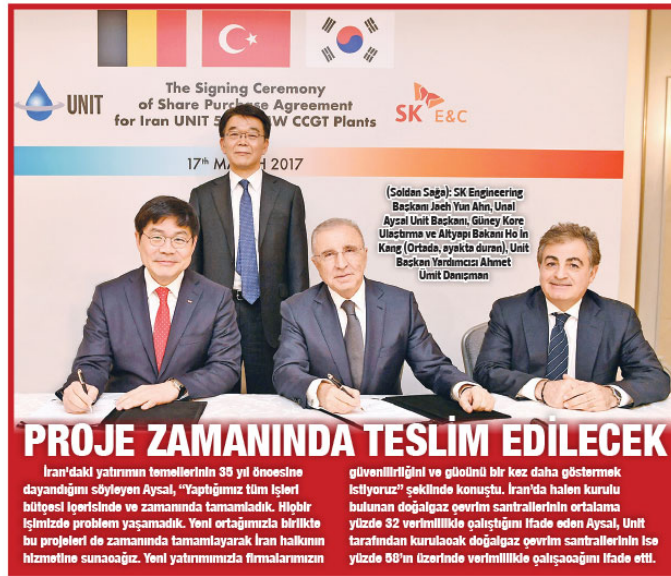 UNIT
The Signing Ceremony
of Share Purchase Agreement
for Iran UNIT 5 W CCGT Plants
SK E&C
17th MARCH 2017
(Soldan Sağa): SK Engineering
Başkanı Jaeh Yun Ahn, Unal
Aysal Unit Başkanı, Güney Kore
Ulaştırma ve Altyapı Bakanı Ho in
Kang (Ortada, ayakta duran), Unit
Başkan Yardımcısı Ahmet
Ümit Danışman
PROJE ZAMANINDA TESLİM EDİLECEK
İran'daki yatırımın temellerinin 35 yıl öncesine
dayandığını söyleyen Aysal, “Yaptığımız tüm işleri
bütçesi içerisinde ve zamanında tamamladık. Hiçbir
işimizde problem yaşamadık. Yeni ortağımızla birlikte
bu projeleri de zamanında tamamlayarak İran halkının
hizmetine sunacağız. Yeni yatırımımızla firmalarımızın
güvenilirliğini ve gücünü bir kez daha göstermek
istiyoruz” şeklinde konuştu. İran'da halen kurulu
bulunan doğalgaz çevrim santrallerinin ortalama
yüzde 32 verimlilikle çalıştığını ifade eden Aysal, Unit
tarafından kurulacak doğalgaz çevrim santrallerinin ise
yüzde 58'in üzerinde verimlilikle çalışacağını ifade etti.